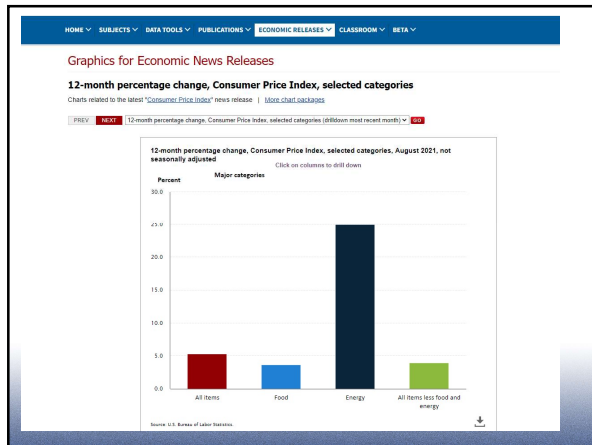 HOME SUBJECTS DATA TOOLS PUBLICATIONS ECONOMIC RELEASES CLASSROOM BETA
Graphics for Economic News Releases
12-month percentage change, Consumer Price Index, selected categories
Charts related to the latest "Consumer Price Index" news release | More chart packages
PREV NEXT 12-month percentage change, Consumer Price Index, selected categories (drilldown most recent month) GO
12-month percentage change, Consumer Price Index, selected categories, August 2021, not
seasonally adjusted
Click on columns to drill down
Major categories
Percent
30.0
25.0
20.0
15.0
10.0
5.0
0.0
All items Food Energy All items less food and
energy
Source: U.S. Bureau of Labor Statistics.